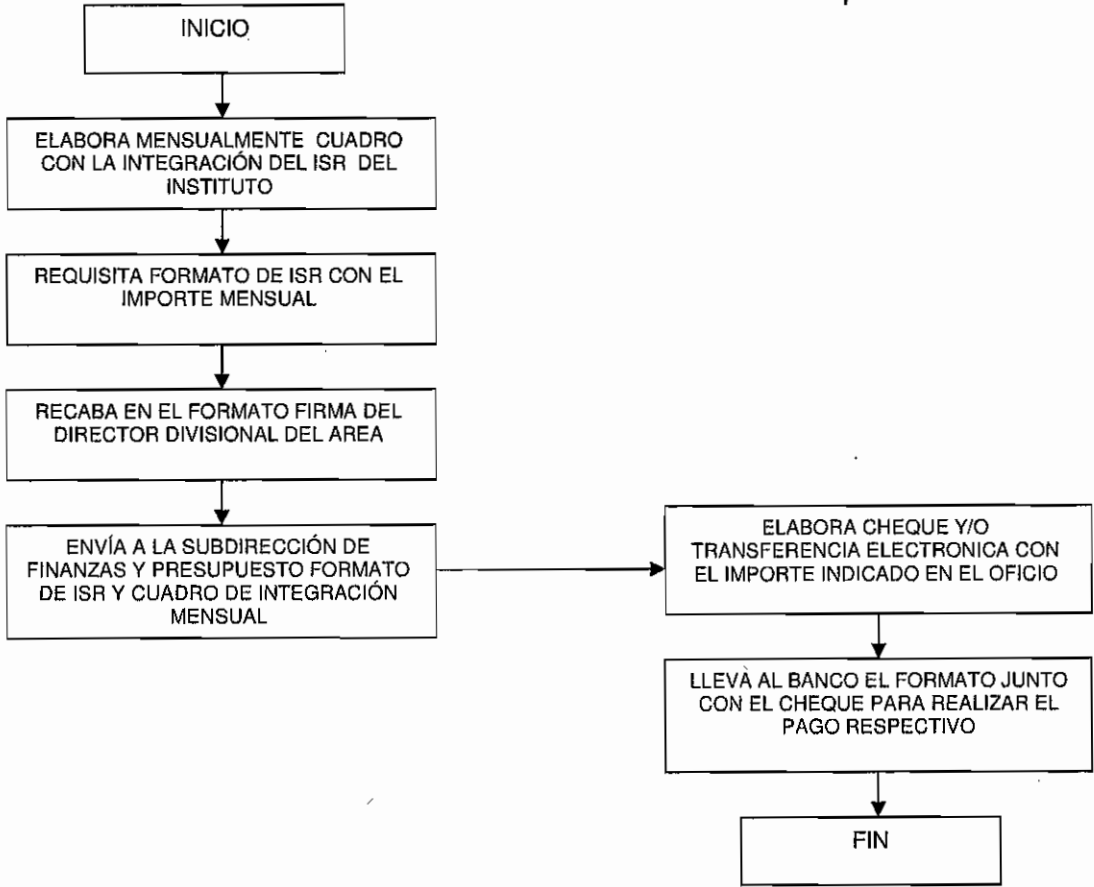 INICIO
ELABORA MENSUALMENTE CUADRO
CON LA INTEGRACIÓN DEL ISR DEL
INSTITUTO
REQUISITA FORMATO DE ISR CON EL
IMPORTE MENSUAL
RECABA EN EL FORMATO FIRMA DEL
DIRECTOR DIVISIONAL DEL AREA
ENVÍA A LA SUBDIRECCIÓN DE
FINANZAS Y PRESUPUESTO FORMATO
DE ISR Y CUADRO DE INTEGRACIÓN
MENSUAL
ELABORA CHEQUE Y/O
TRANSFERENCIA ELECTRONICA CON
EL IMPORTE INDICADO EN EL OFICIO
LLEVA AL BANCO EL FORMATO JUNTO
CON EL CHEQUE PARA REALIZAR EL
PAGO RESPECTIVO
FIN